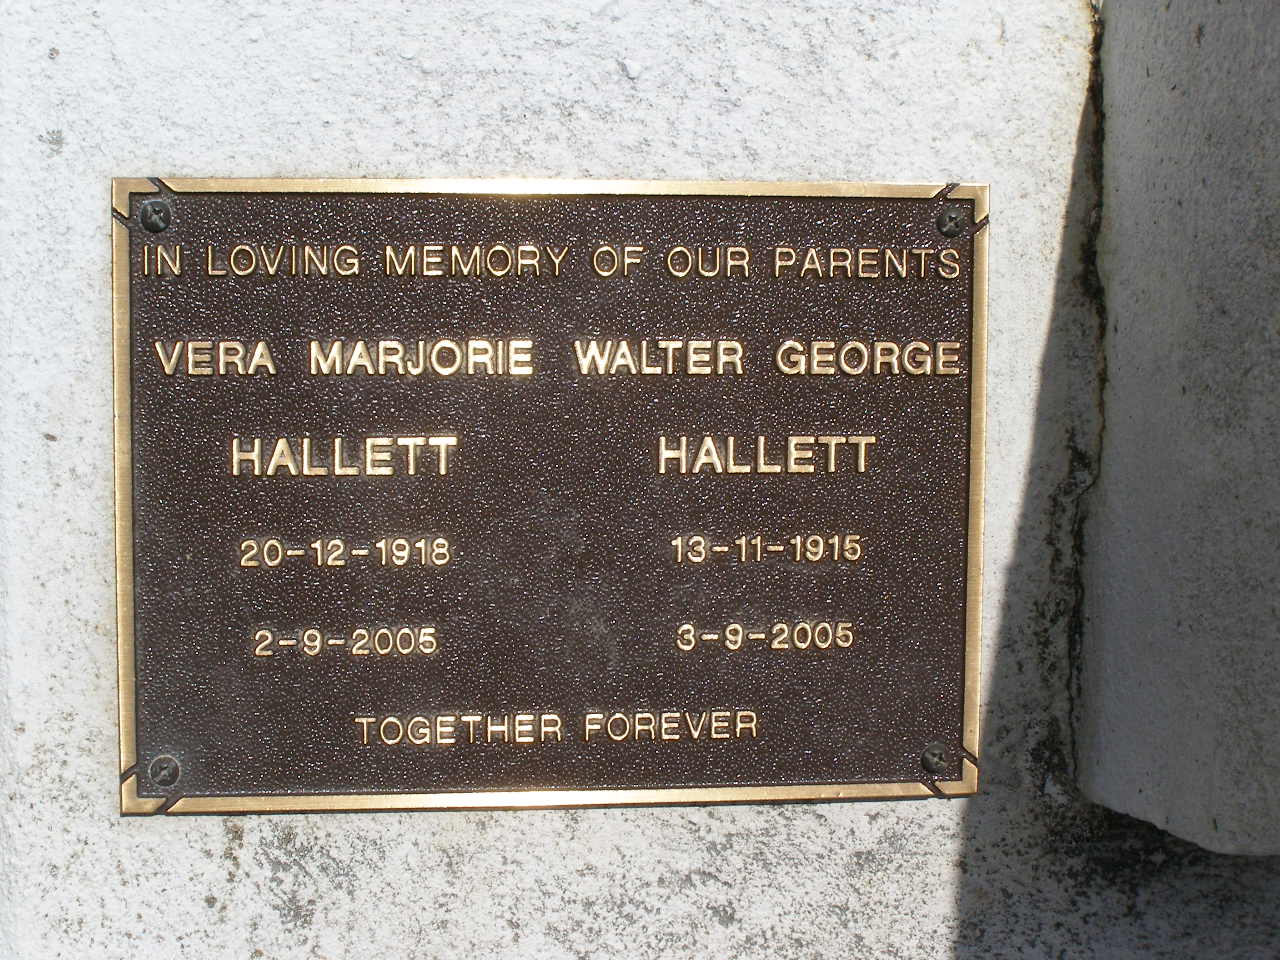 IN LOVING MEMORY OF OUR PARENTS
VERA MARJORIE WALTER GEORGE
HALLETT HALLETT
20-12-1918 13-11-1915
2-9-2005 3-9-2005
TOGETHER FOREVER